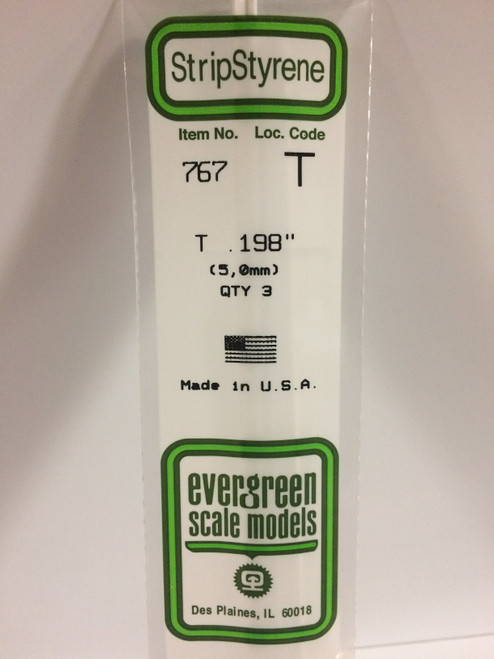 StripStyrene
Item No. Loc. Code
767 T
T .198"
(5,0mm)
QTY 3
Made in U.S.A.
evergreen
scale models
Des Plaines, IL 60018